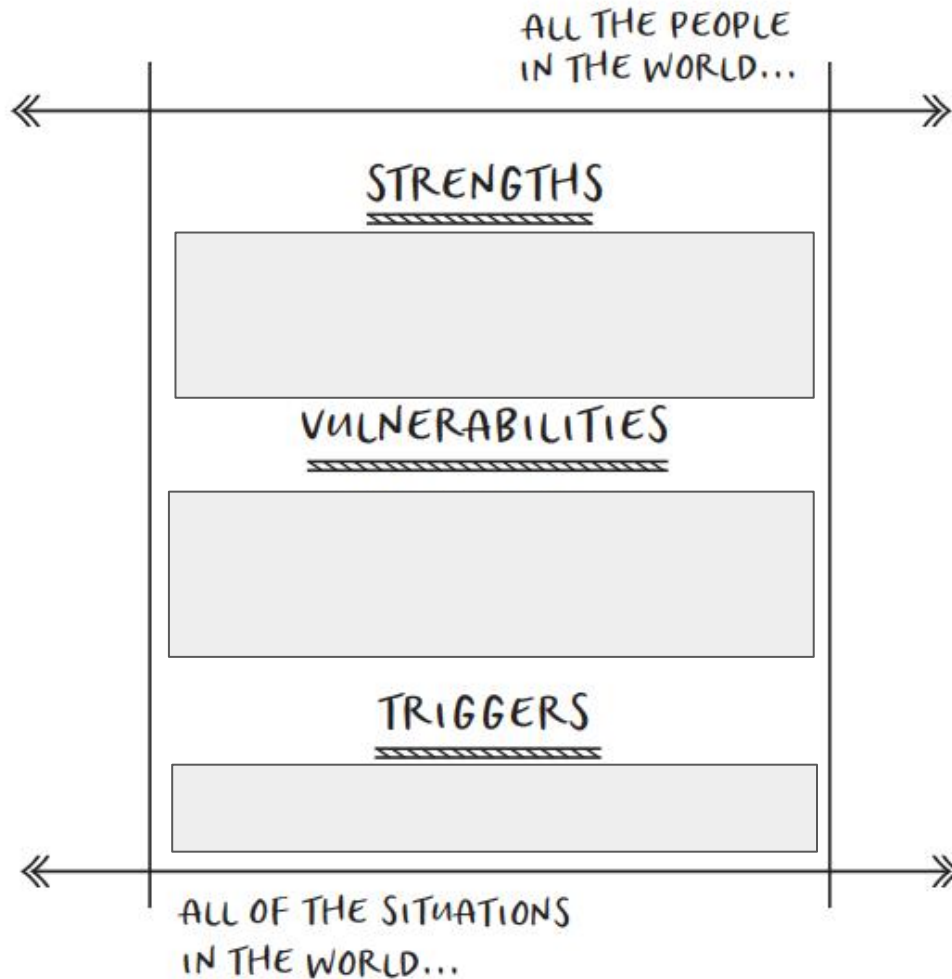 ALL THE PEOPLE
IN THE WORLD...
STRENGTHS
VULNERABILITIES
TRIGGERS
ALL OF THE SITUATIONS
IN THE WORLD...